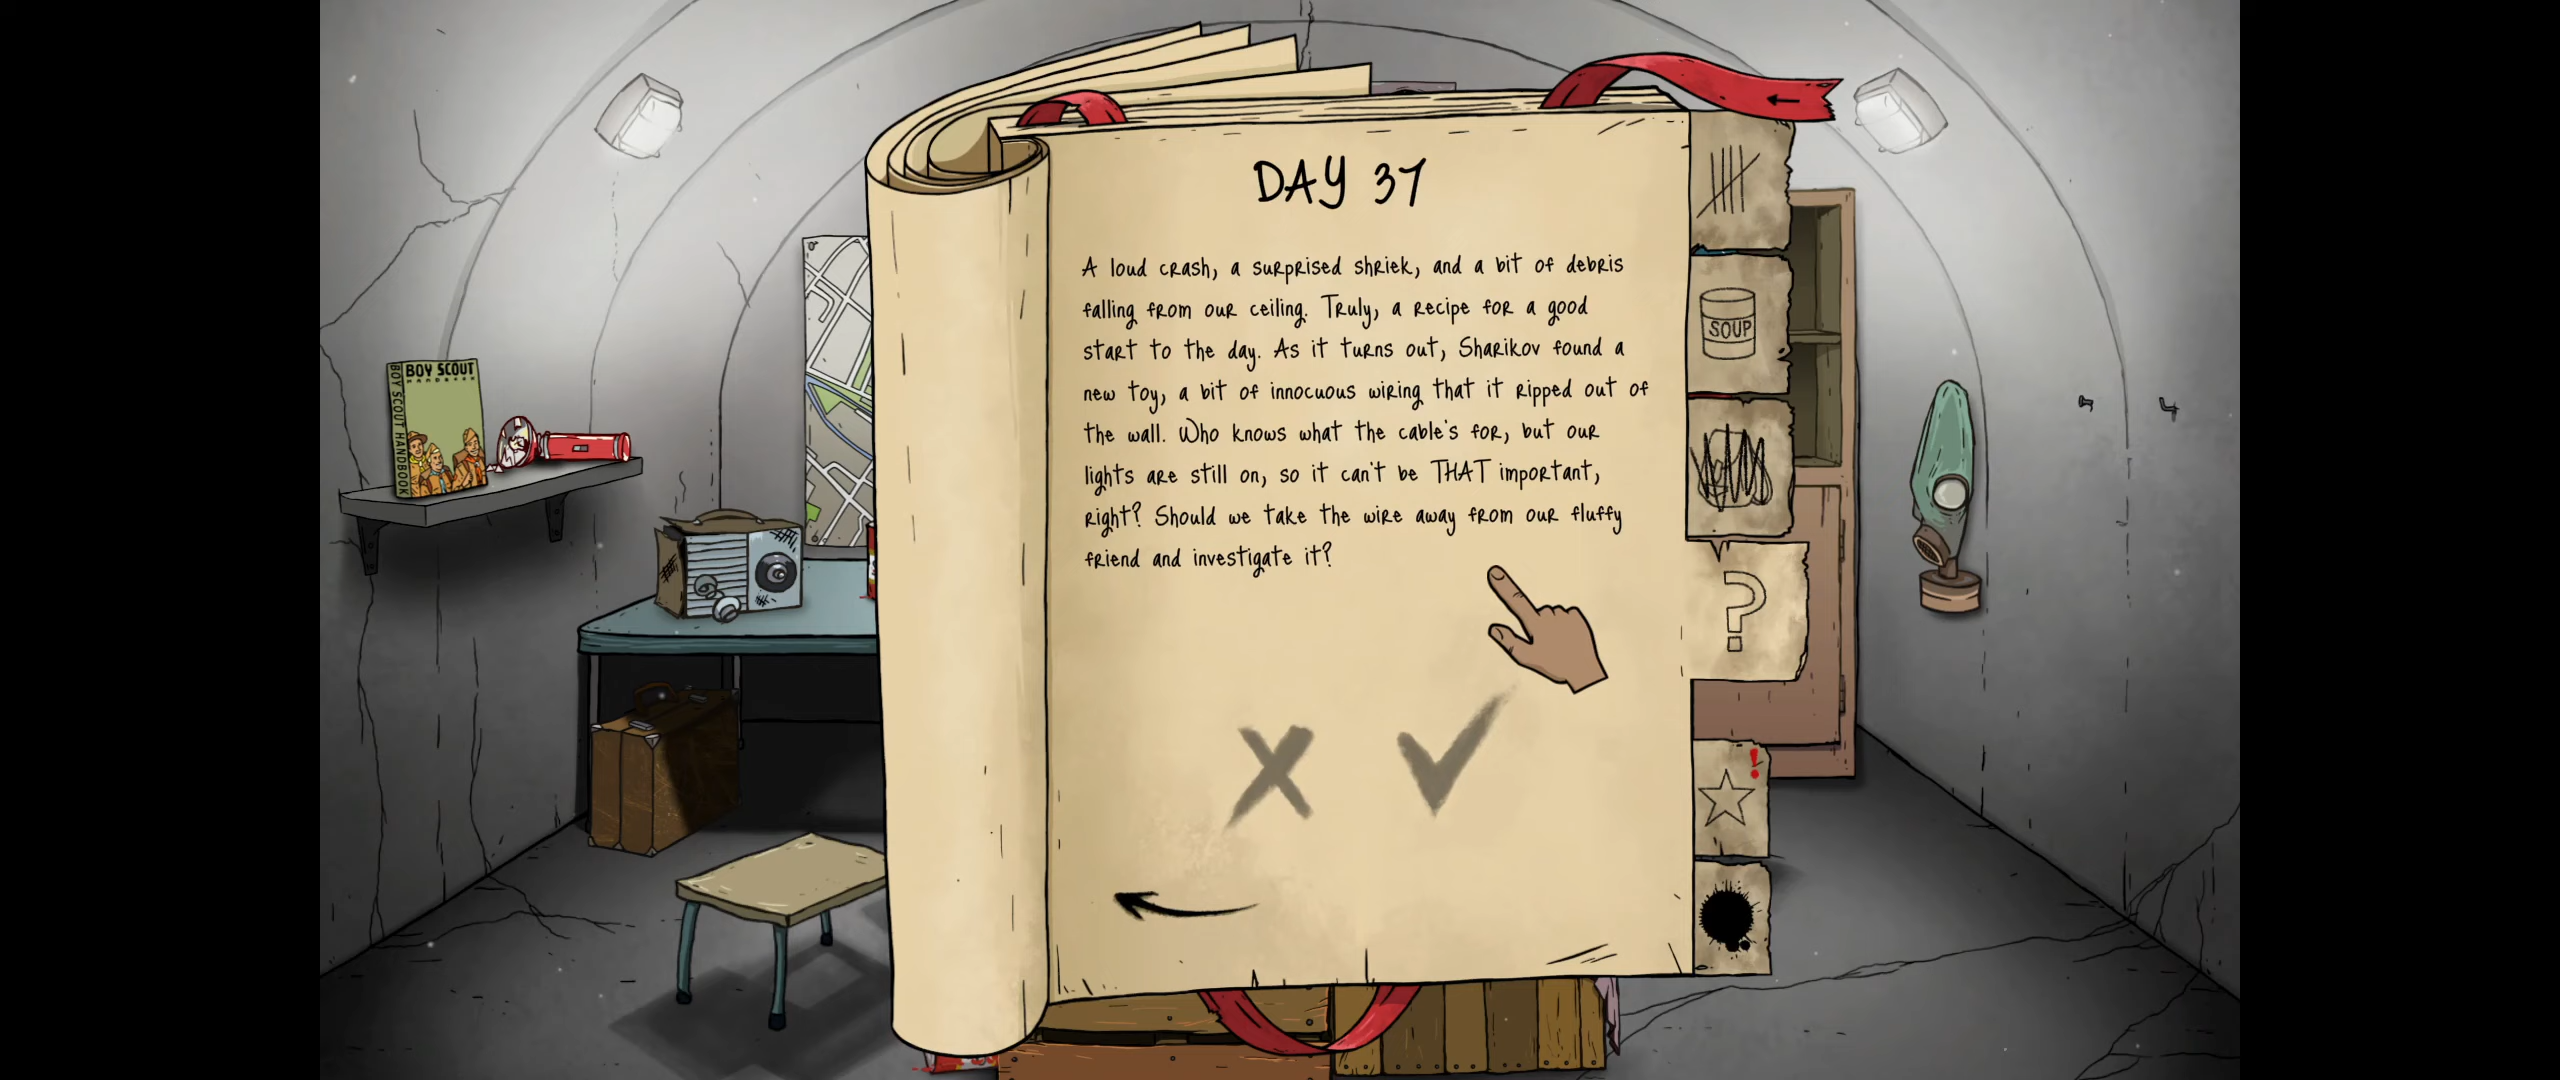 DAY 37
A loud crash, a surprised shriek, and a bit of debris
falling from our ceiling. Truly, a recipe for a good
start to the day. As it turns out, Sharikov found a
new toy, a bit of innocuous wiring that it ripped out of
the wall. Who knows what the cable's for, but our
lights are still on, so it can't be THAT important,
right? Should we take the wire away from our fluffy
friend and investigate it?
SOUP
?
!
BOY SCOUT
HANDBOOK
BOY SCOUT HANDBOOK